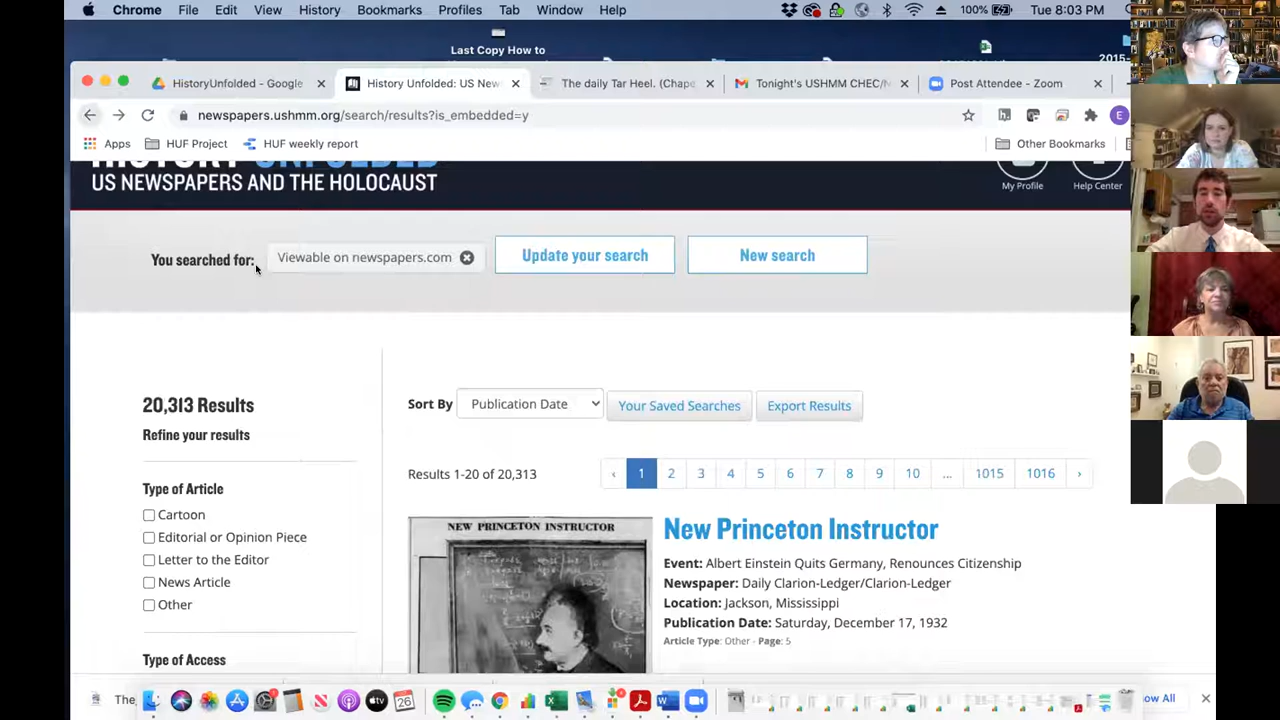 Chrome File Edit View History Bookmarks Profiles Tab Window Help 100% Tue 8:03 PM
Last Copy How to
2015-
HistoryUnfolded - Google
History Unfolded: US New
The daily Tar Heel. (Chape
Tonight's USHMM CHEC/
Post Attendee - Zoom
newspapers.ushmm.org/search/results?is_embedded=y
E
Apps HUF Project HUF weekly report Other Bookmarks
HISTORY UNFOLDED
US NEWSPAPERS AND THE HOLOCAUST
My Profile Help Center
You searched for: Viewable on newspapers.com Update your search New search
20,313 Results
Refine your results
Sort By Publication Date Your Saved Searches Export Results
Results 1-20 of 20,313 ‹ 1 2 3 4 5 6 7 8 9 10 ... 1015 1016 ›
Type of Article
Cartoon
Editorial or Opinion Piece
Letter to the Editor
News Article
Other
Type of Access
NEW PRINCETON INSTRUCTOR
New Princeton Instructor
Event: Albert Einstein Quits Germany, Renounces Citizenship
Newspaper: Daily Clarion-Ledger/Clarion-Ledger
Location: Jackson, Mississippi
Publication Date: Saturday, December 17, 1932
Article Type: Other - Page: 5
The
26
ow All